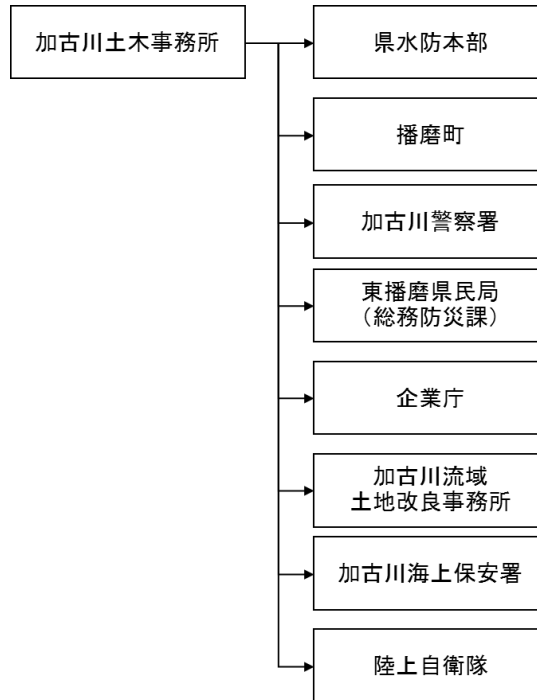 加古川土木事務所
県水防本部
播磨町
加古川警察署
東播磨県民局
（総務防災課）
企業庁
加古川流域
土地改良事務所
加古川海上保安署
陸上自衛隊